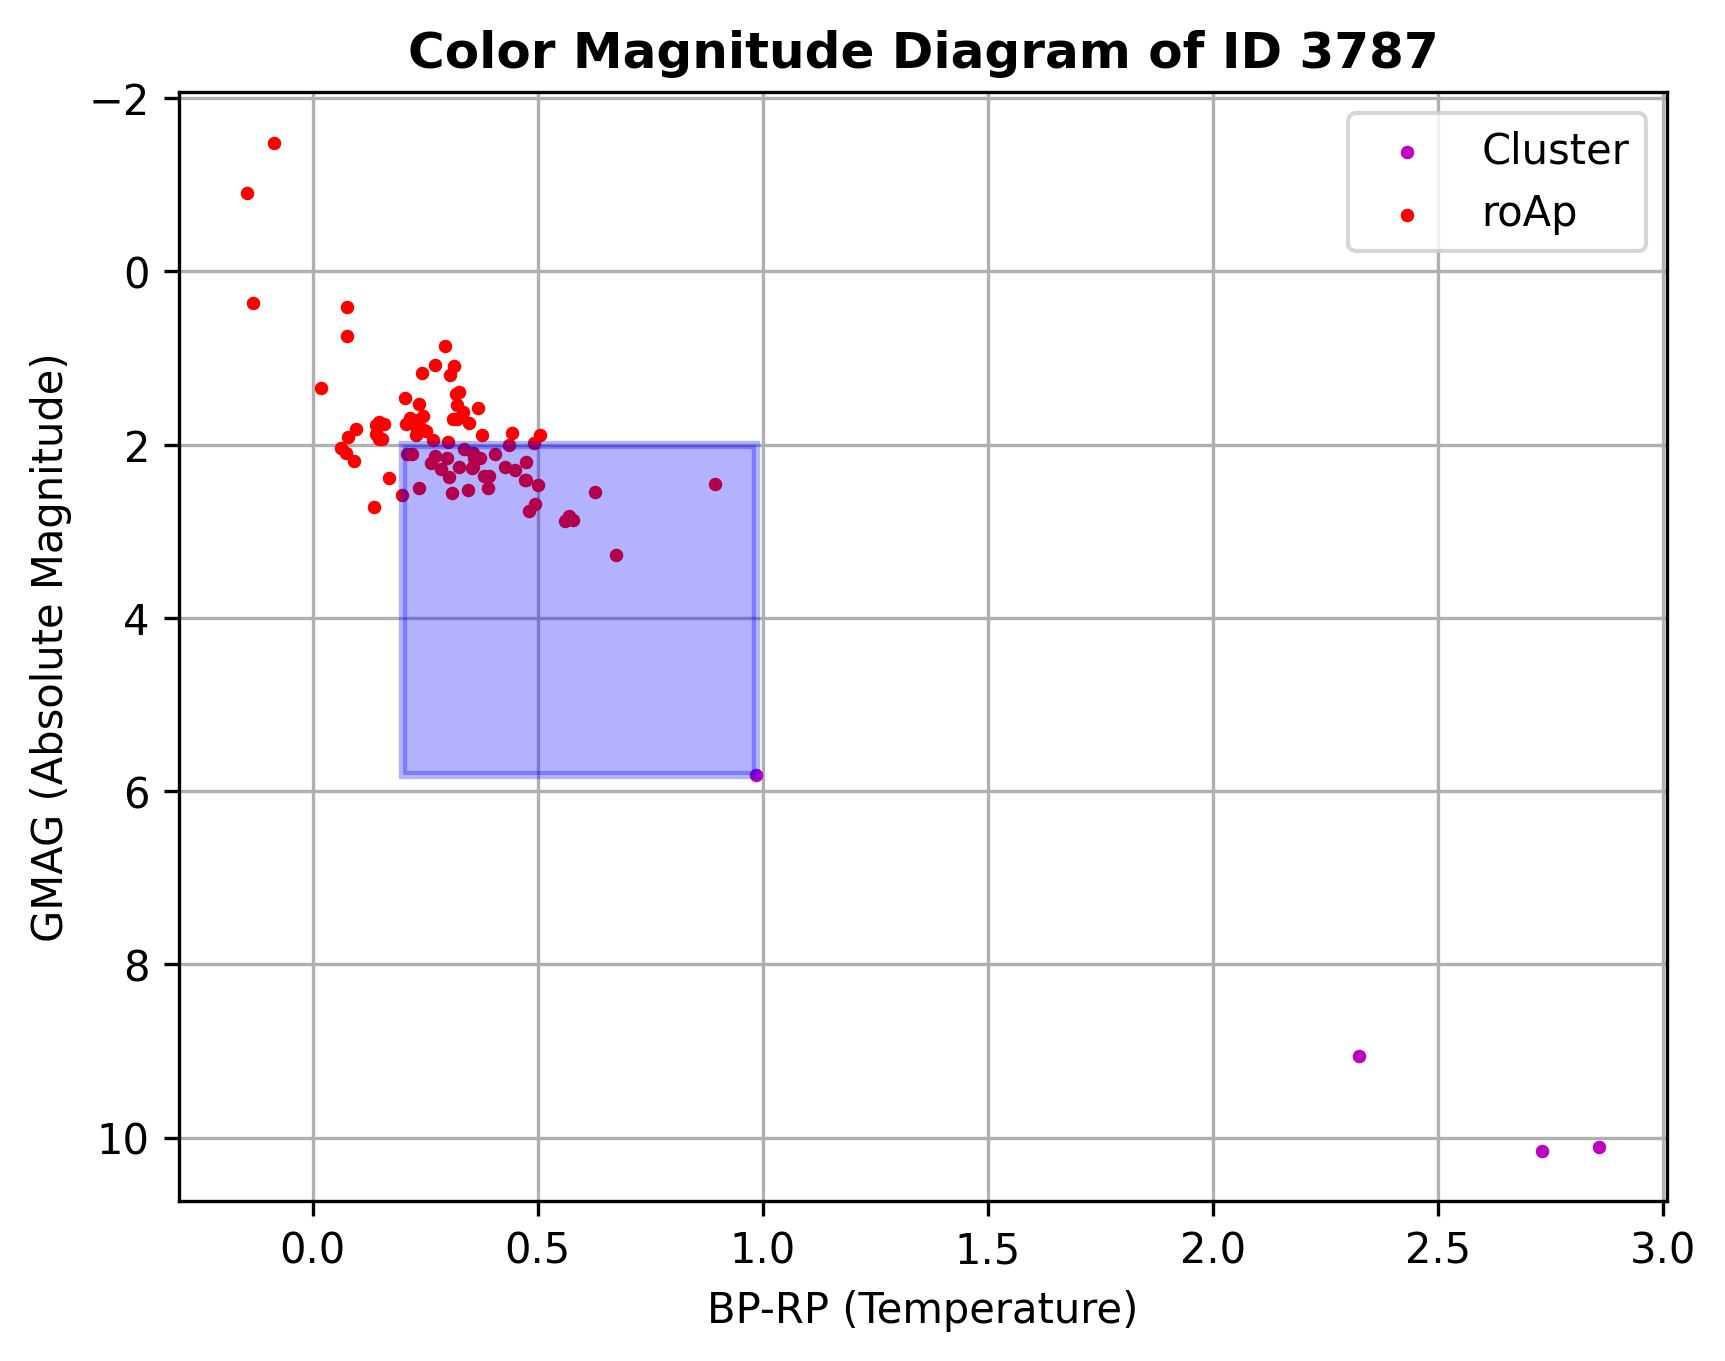 Color Magnitude Diagram of ID 3787
Cluster
roAp
GMAG (Absolute Magnitude)
−2
0
2
4
6
8
10
0.0 0.5 1.0 1.5 2.0 2.5 3.0
BP-RP (Temperature)